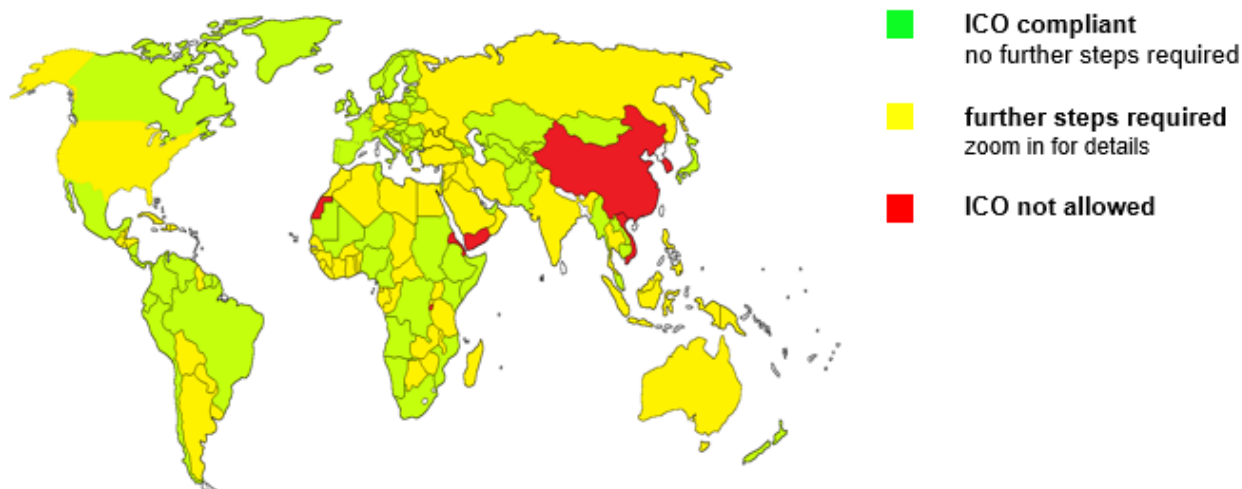 ICO compliant
no further steps required
further steps required
zoom in for details
ICO not allowed